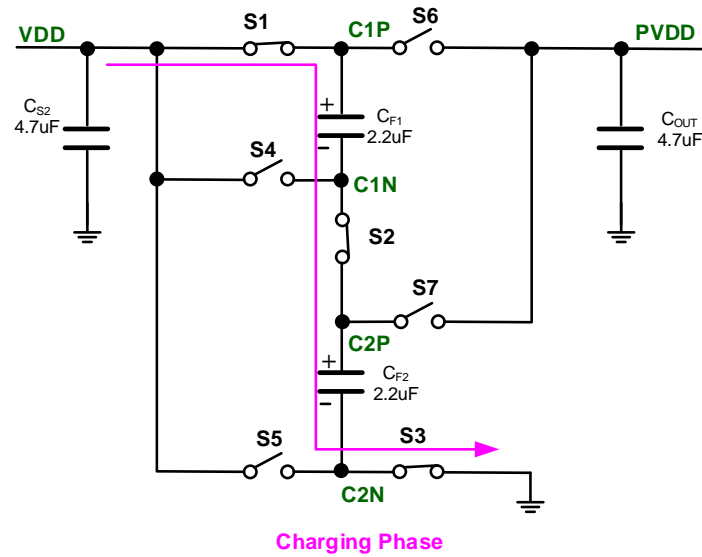 VDD
S1
C1P
S6
PVDD
CS2
4.7uF
+
CF1
2.2uF
–
COUT
4.7uF
S4
C1N
S2
S7
C2P
+
CF2
2.2uF
–
S5
S3
C2N
Charging Phase